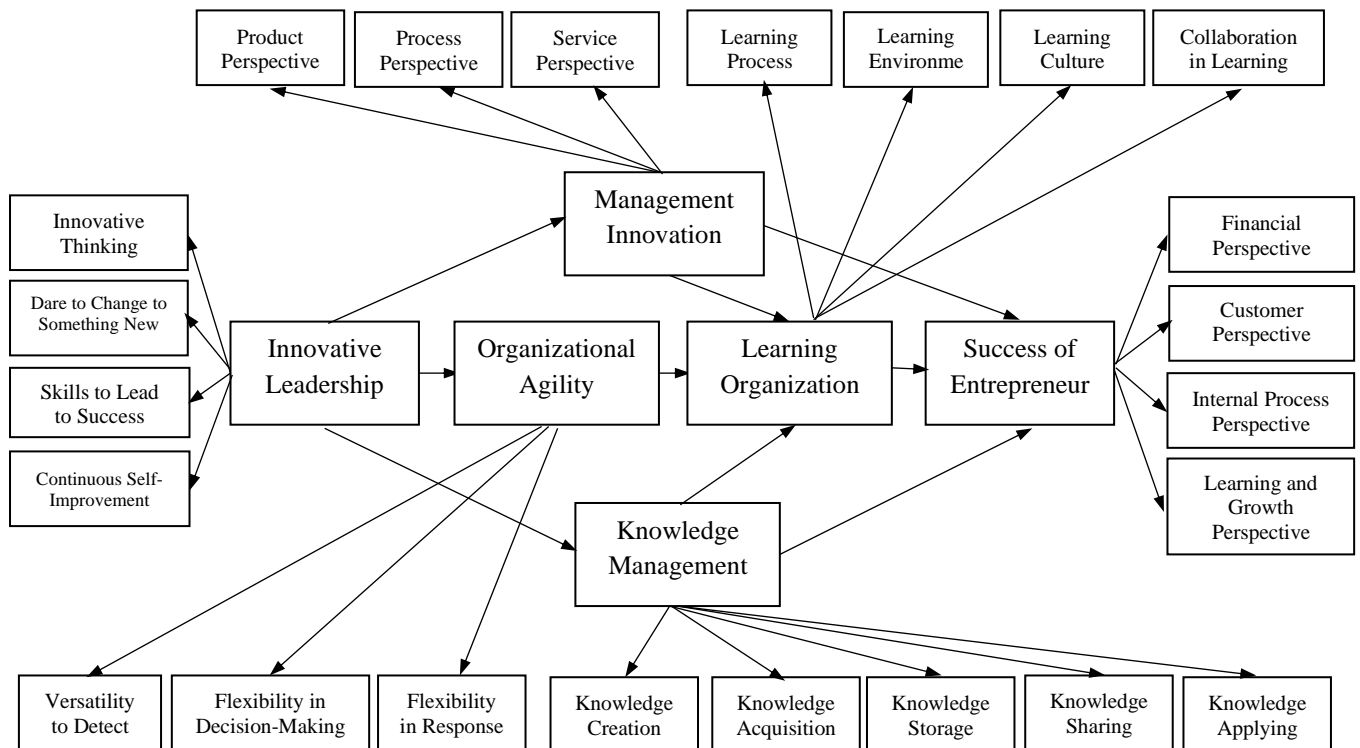 Product
Perspective
Process
Perspective
Service
Perspective
Learning
Process
Learning
Environme
Learning
Culture
Collaboration
in Learning
Management
Innovation
Innovative
Thinking
Dare to Change to
Something New
Skills to Lead
to Success
Continuous Self-
Improvement
Innovative
Leadership
Organizational
Agility
Learning
Organization
Success of
Entrepreneur
Financial
Perspective
Customer
Perspective
Internal Process
Perspective
Learning and
Growth
Perspective
Knowledge
Management
Versatility
to Detect
Flexibility in
Decision-Making
Flexibility
in Response
Knowledge
Creation
Knowledge
Acquisition
Knowledge
Storage
Knowledge
Sharing
Knowledge
Applying